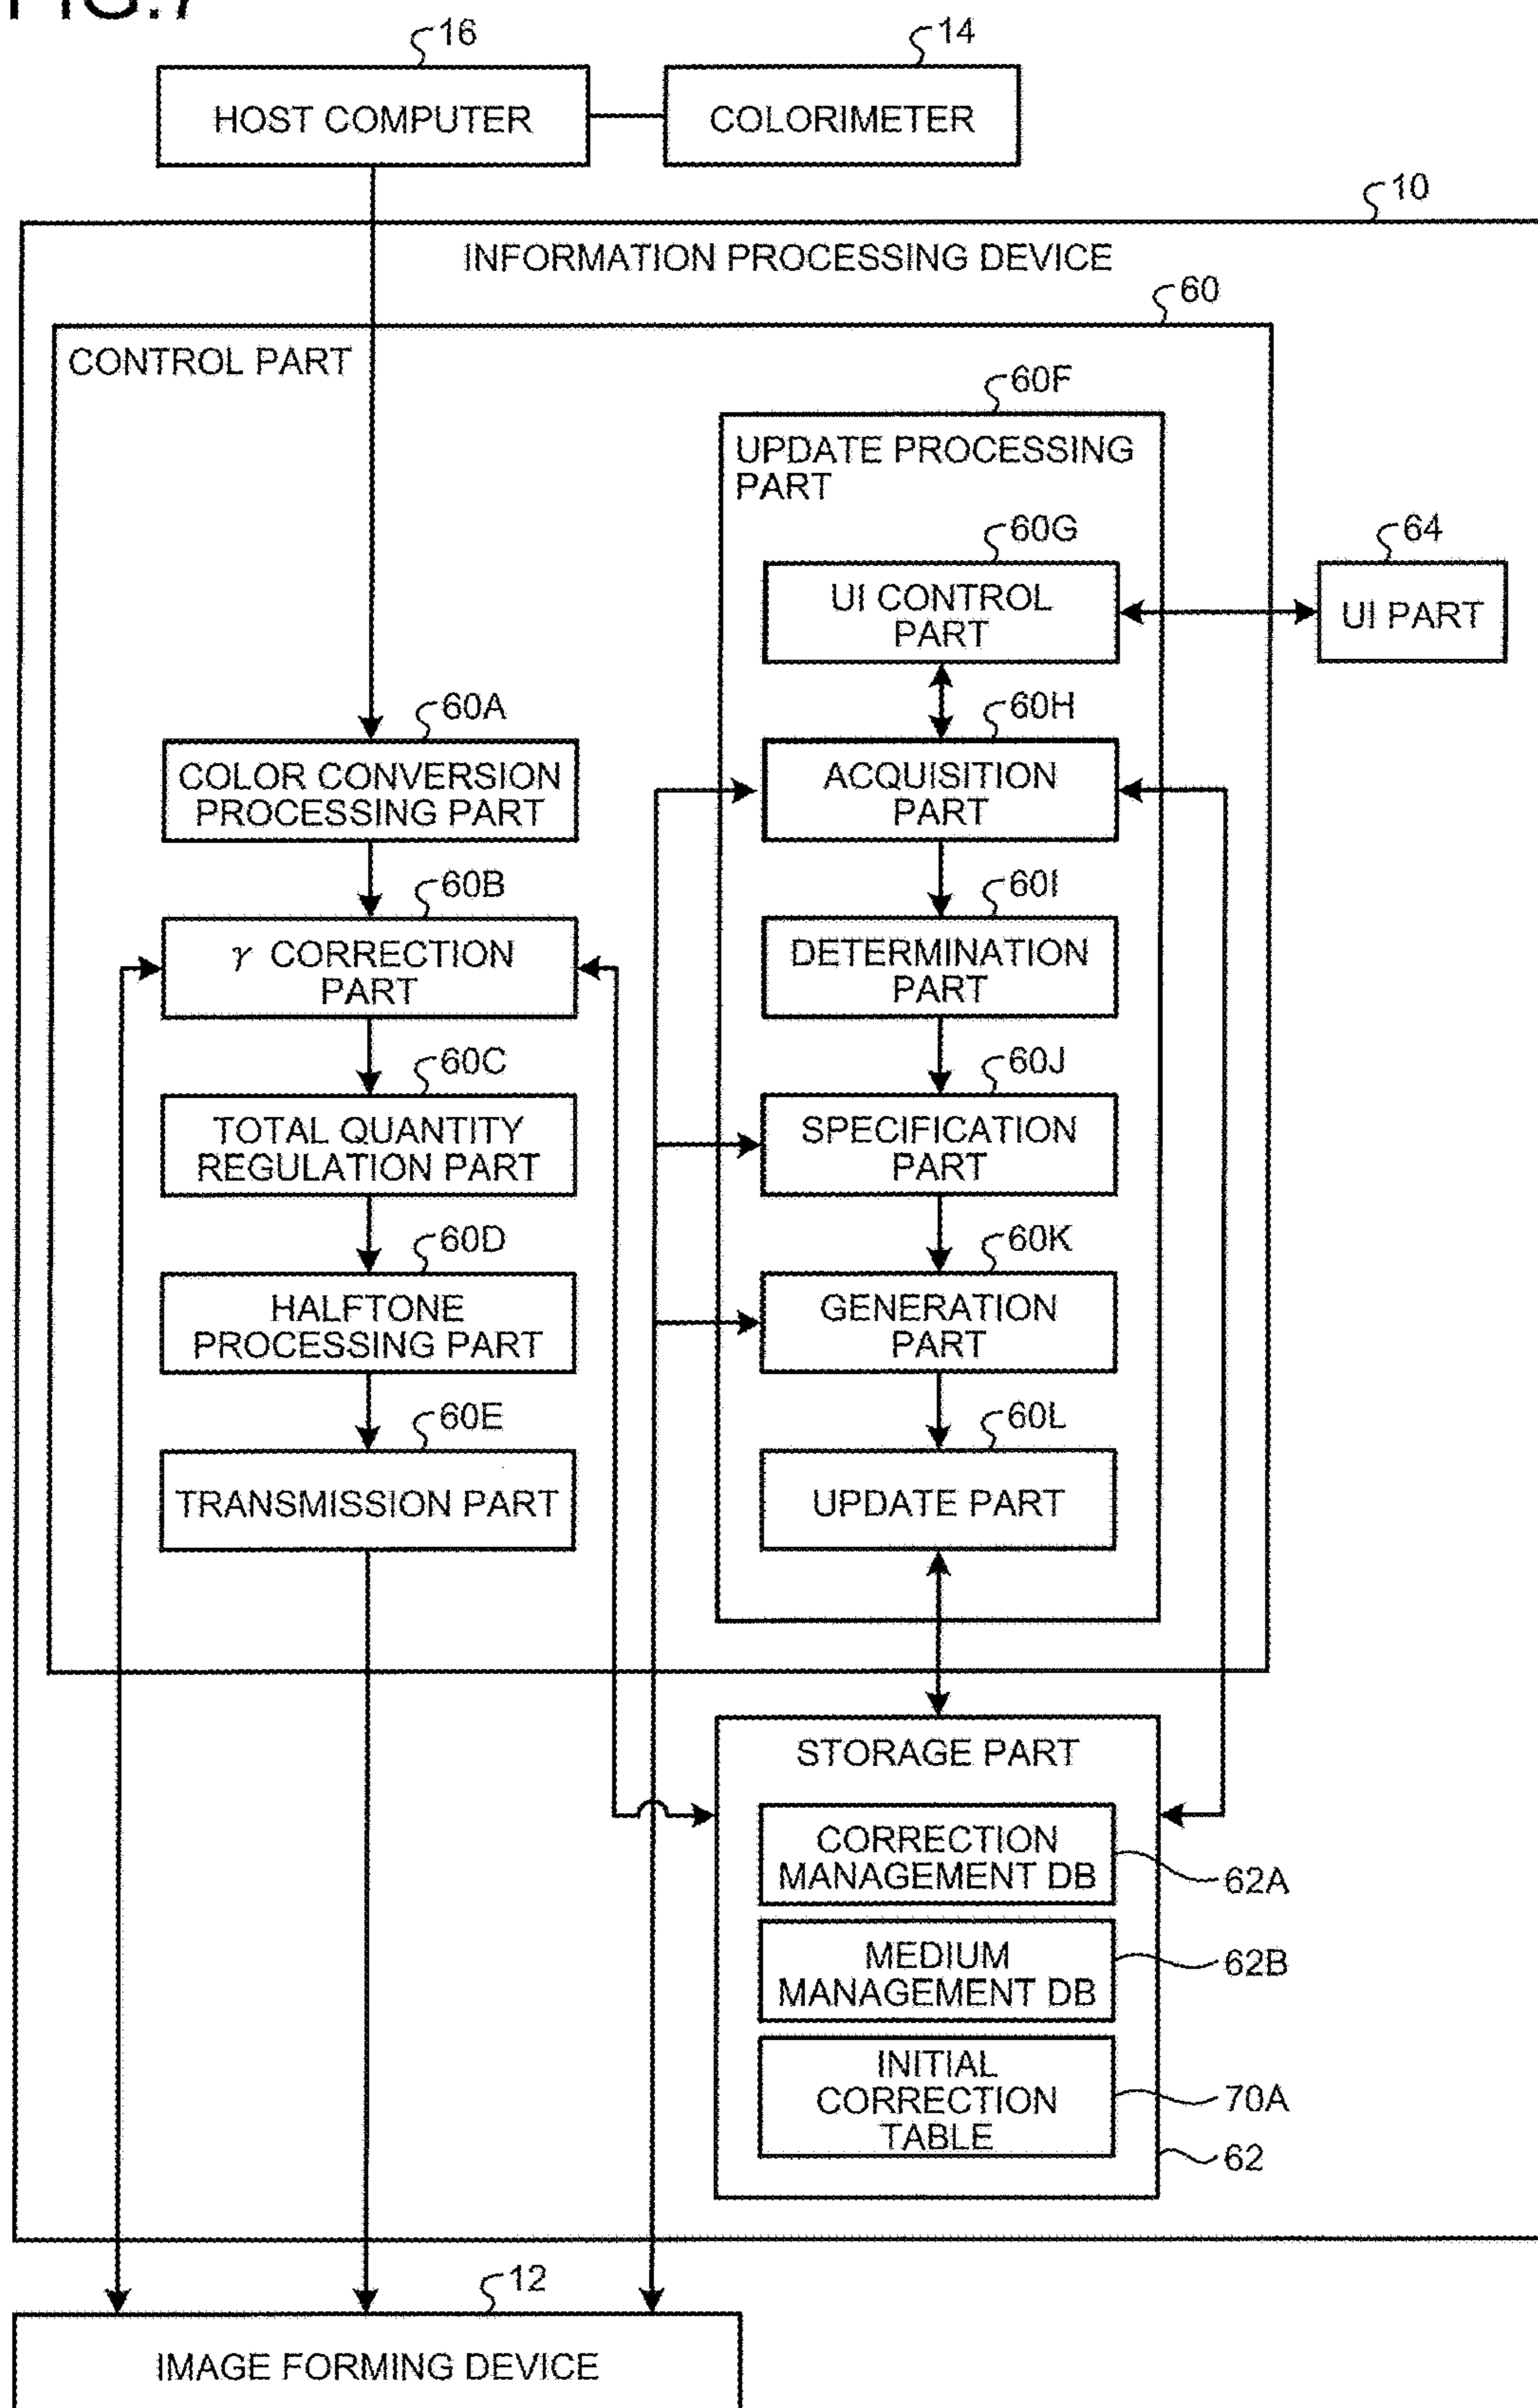 FIG.7
16
14
HOST COMPUTER
COLORIMETER
10
INFORMATION PROCESSING DEVICE
60
CONTROL PART
60F
UPDATE PROCESSING
PART
60G
64
UI CONTROL
PART
UI PART
60A
60H
COLOR CONVERSION
PROCESSING PART
ACQUISITION
PART
60B
60I
γ CORRECTION
PART
DETERMINATION
PART
60C
60J
TOTAL QUANTITY
REGULATION PART
SPECIFICATION
PART
60D
60K
HALFTONE
PROCESSING PART
GENERATION
PART
60E
60L
TRANSMISSION PART
UPDATE PART
STORAGE PART
CORRECTION
MANAGEMENT DB
62A
MEDIUM
MANAGEMENT DB
62B
INITIAL
CORRECTION
TABLE
70A
62
12
IMAGE FORMING DEVICE